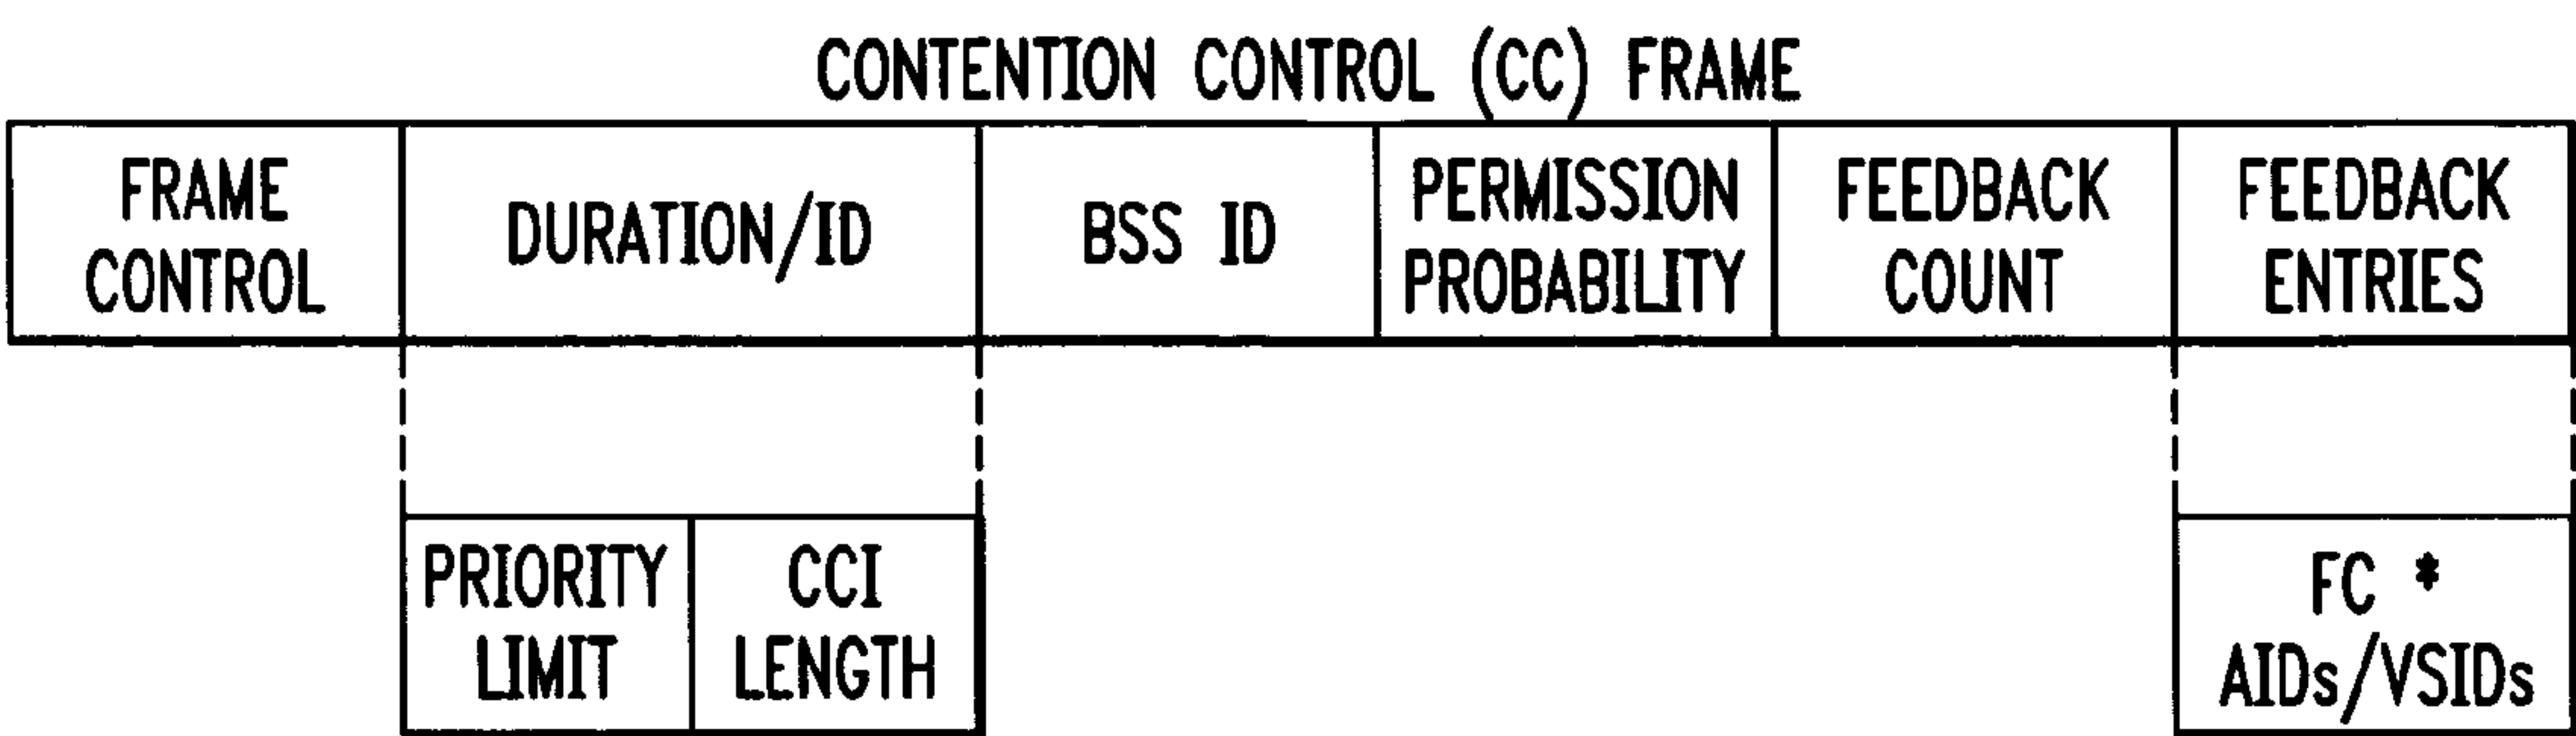 CONTENTION CONTROL (CC) FRAME
FRAME
CONTROL
DURATION/ID
BSS ID
PERMISSION
PROBABILITY
FEEDBACK
COUNT
FEEDBACK
ENTRIES
PRIORITY
LIMIT
CCI
LENGTH
FC *
AIDs/VSIDs